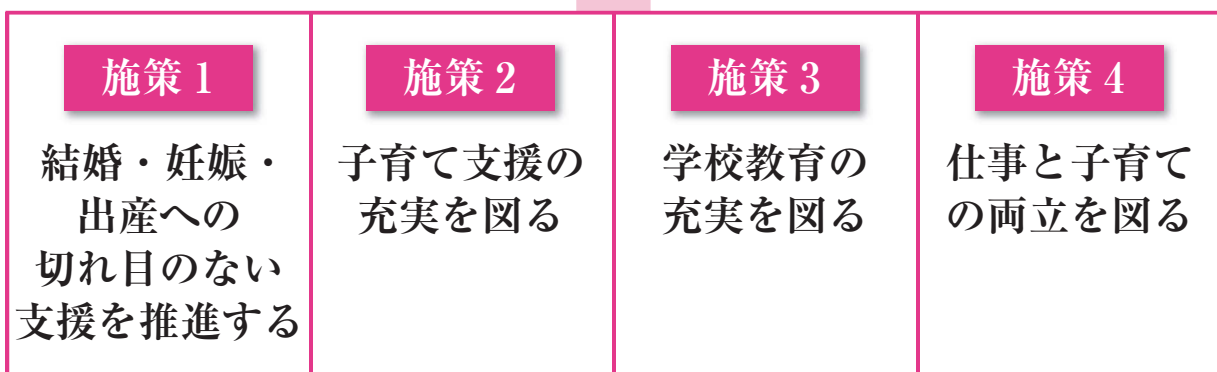 施策1
結婚・妊娠・
出産への
切れ目のない
支援を推進する
施策2
子育て支援の
充実を図る
施策3
学校教育の
充実を図る
施策4
仕事と子育て
の両立を図る